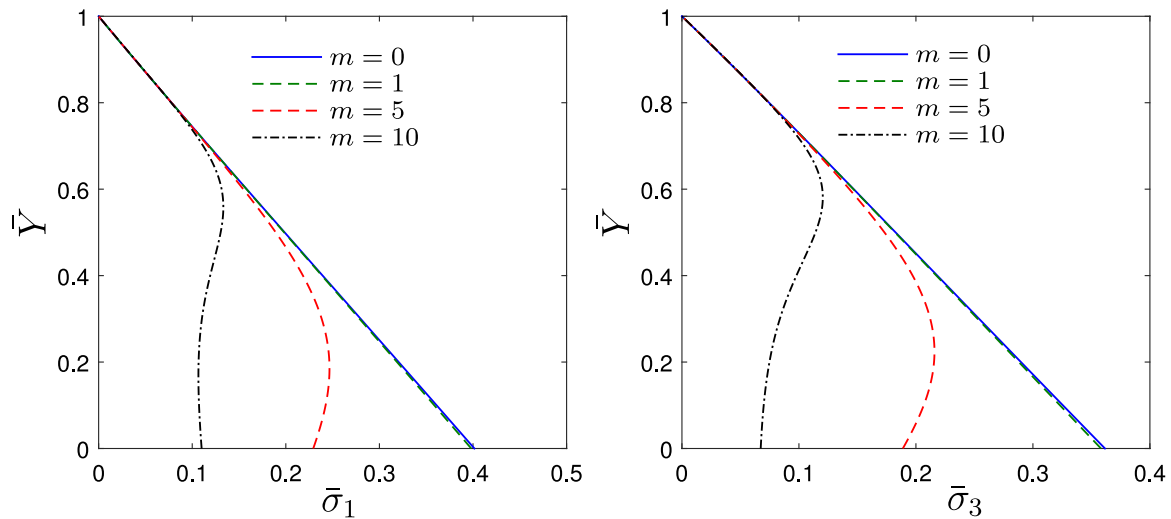 1
0.8
0.6
0.4
0.2
0
Ȳ
m = 0
m = 1
m = 5
m = 10
0 0.1 0.2 0.3 0.4 0.5
σ̄₁
1
0.8
0.6
0.4
0.2
0
Ȳ
m = 0
m = 1
m = 5
m = 10
0 0.1 0.2 0.3 0.4
σ̄₃